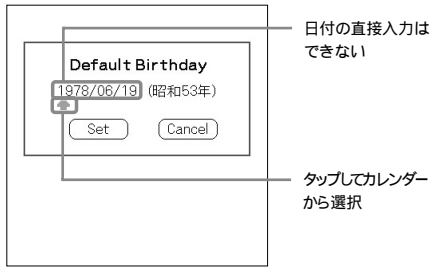 日付の直接入力は
できない
Default Birthday
1978/06/19 (昭和53年)
Set Cancel
タップしてカレンダー
から選択